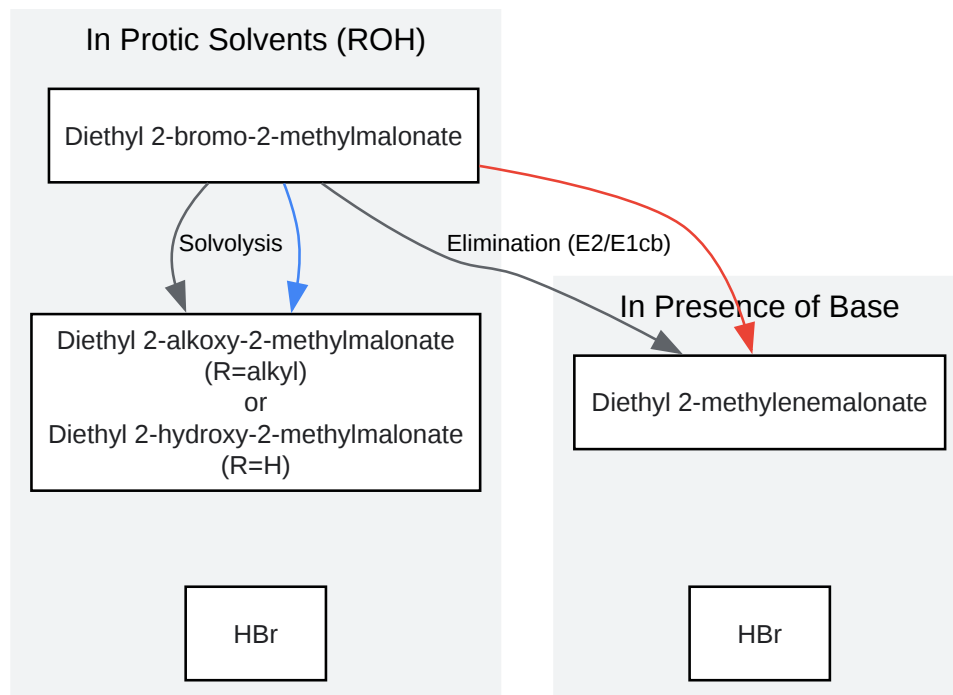 In Protic Solvents (ROH)
Diethyl 2-bromo-2-methylmalonate
Solvolysis
Elimination (E2/E1cb)
In Presence of Base
Diethyl 2-alkoxy-2-methylmalonate
(R=alkyl)
or
Diethyl 2-hydroxy-2-methylmalonate
(R=H)
Diethyl 2-methylenemalonate
HBr
HBr